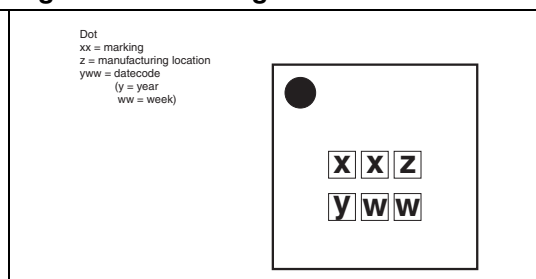 Dot
xx = marking
z = manufacturing location
yww = datecode
(y = year
ww = week)
x x z
y w w